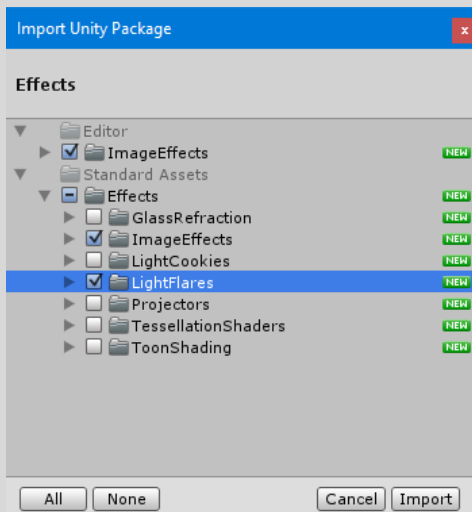 Import Unity Package
x
Effects
Editor
ImageEffects NEW
Standard Assets
Effects NEW
GlassRefraction NEW
ImageEffects NEW
LightCookies NEW
LightFlares NEW
Projectors NEW
TessellationShaders NEW
ToonShading NEW
All None Cancel Import